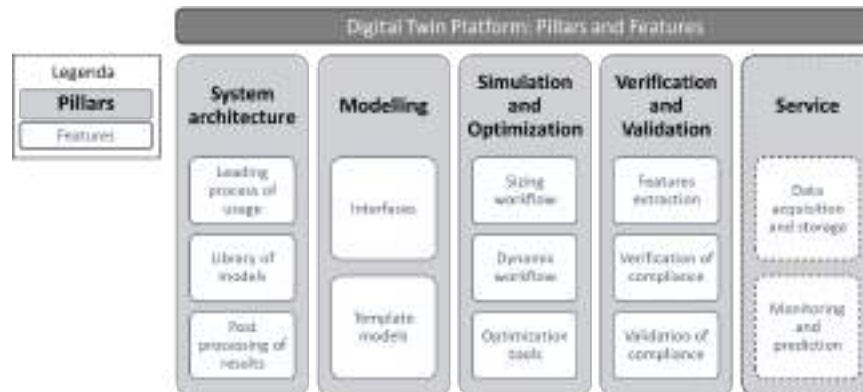 Digital Twin Platform: Pillars and Features
Legenda
Pillars
Features
System
architecture
Leading
process of
usage
Library of
models
Post
processing of
results
Modelling
Interfaces
Template
models
Simulation
and
Optimization
Sizing
workflow
Dynamic
workflow
Optimization
tools
Verification
and
Validation
Features
extraction
Verification of
compliance
Validation of
compliance
Service
Data
acquisition
and storage
Monitoring
and
prediction